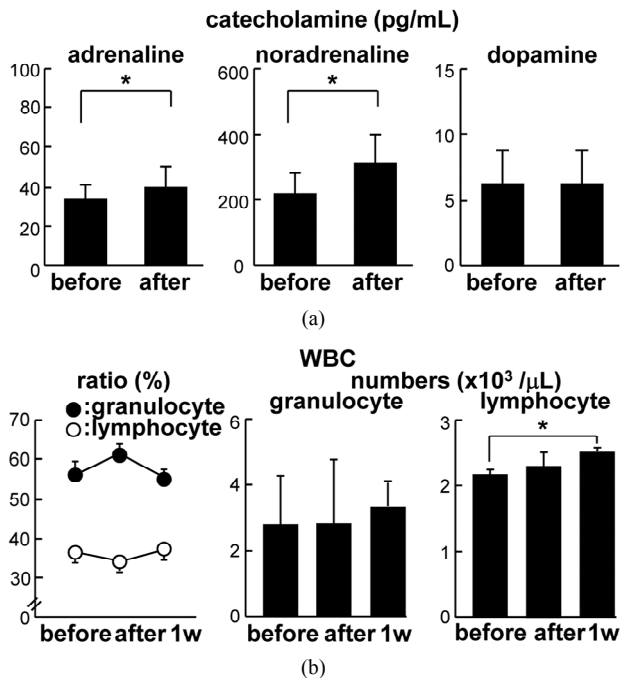 catecholamine (pg/mL)
adrenaline noradrenaline dopamine
100
80
60
40
20
0
*
before after
600
400
200
0
*
before after
15
10
5
0
before after
(a)
WBC
ratio (%) numbers (x10³ /μL)
●:granulocyte
○:lymphocyte
70
60
50
40
30
0
before after 1w
granulocyte
6
4
2
0
before after 1w
lymphocyte
3
2
1
0
*
before after 1w
(b)